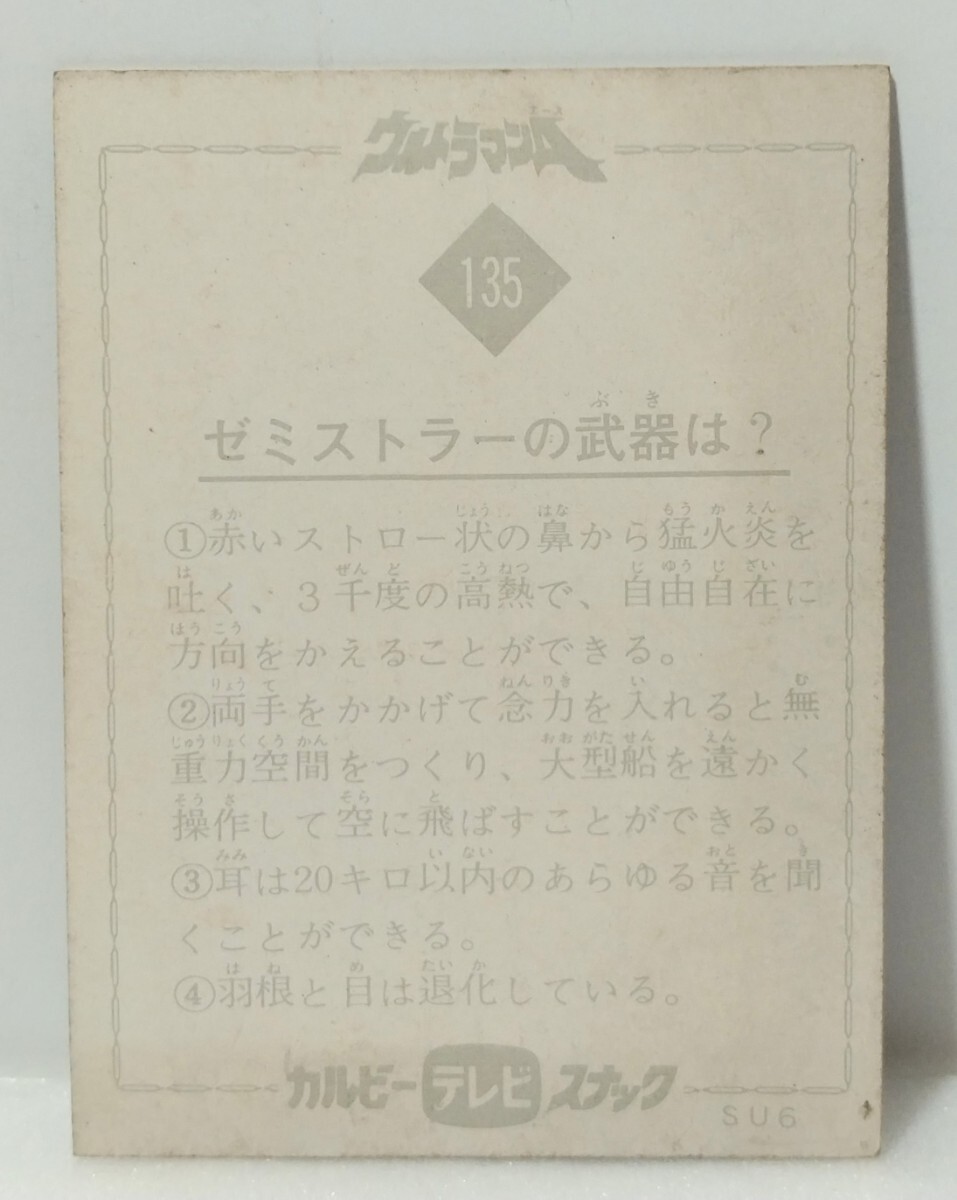 ウルトラマンA
エース
135
ゼミストラーの武器は？
①赤いストロー状の鼻から猛火炎を
吐く、3千度の高熱で、自由自在に
方向をかえることができる。
②両手をかかげて念力を入れると無
重力空間をつくり、大型船を遠かく
操作して空に飛ばすことができる。
③耳は20キロ以内のあらゆる音を聞
くことができる。
④羽根と目は退化している。
カルビーテレビスナック
SU6